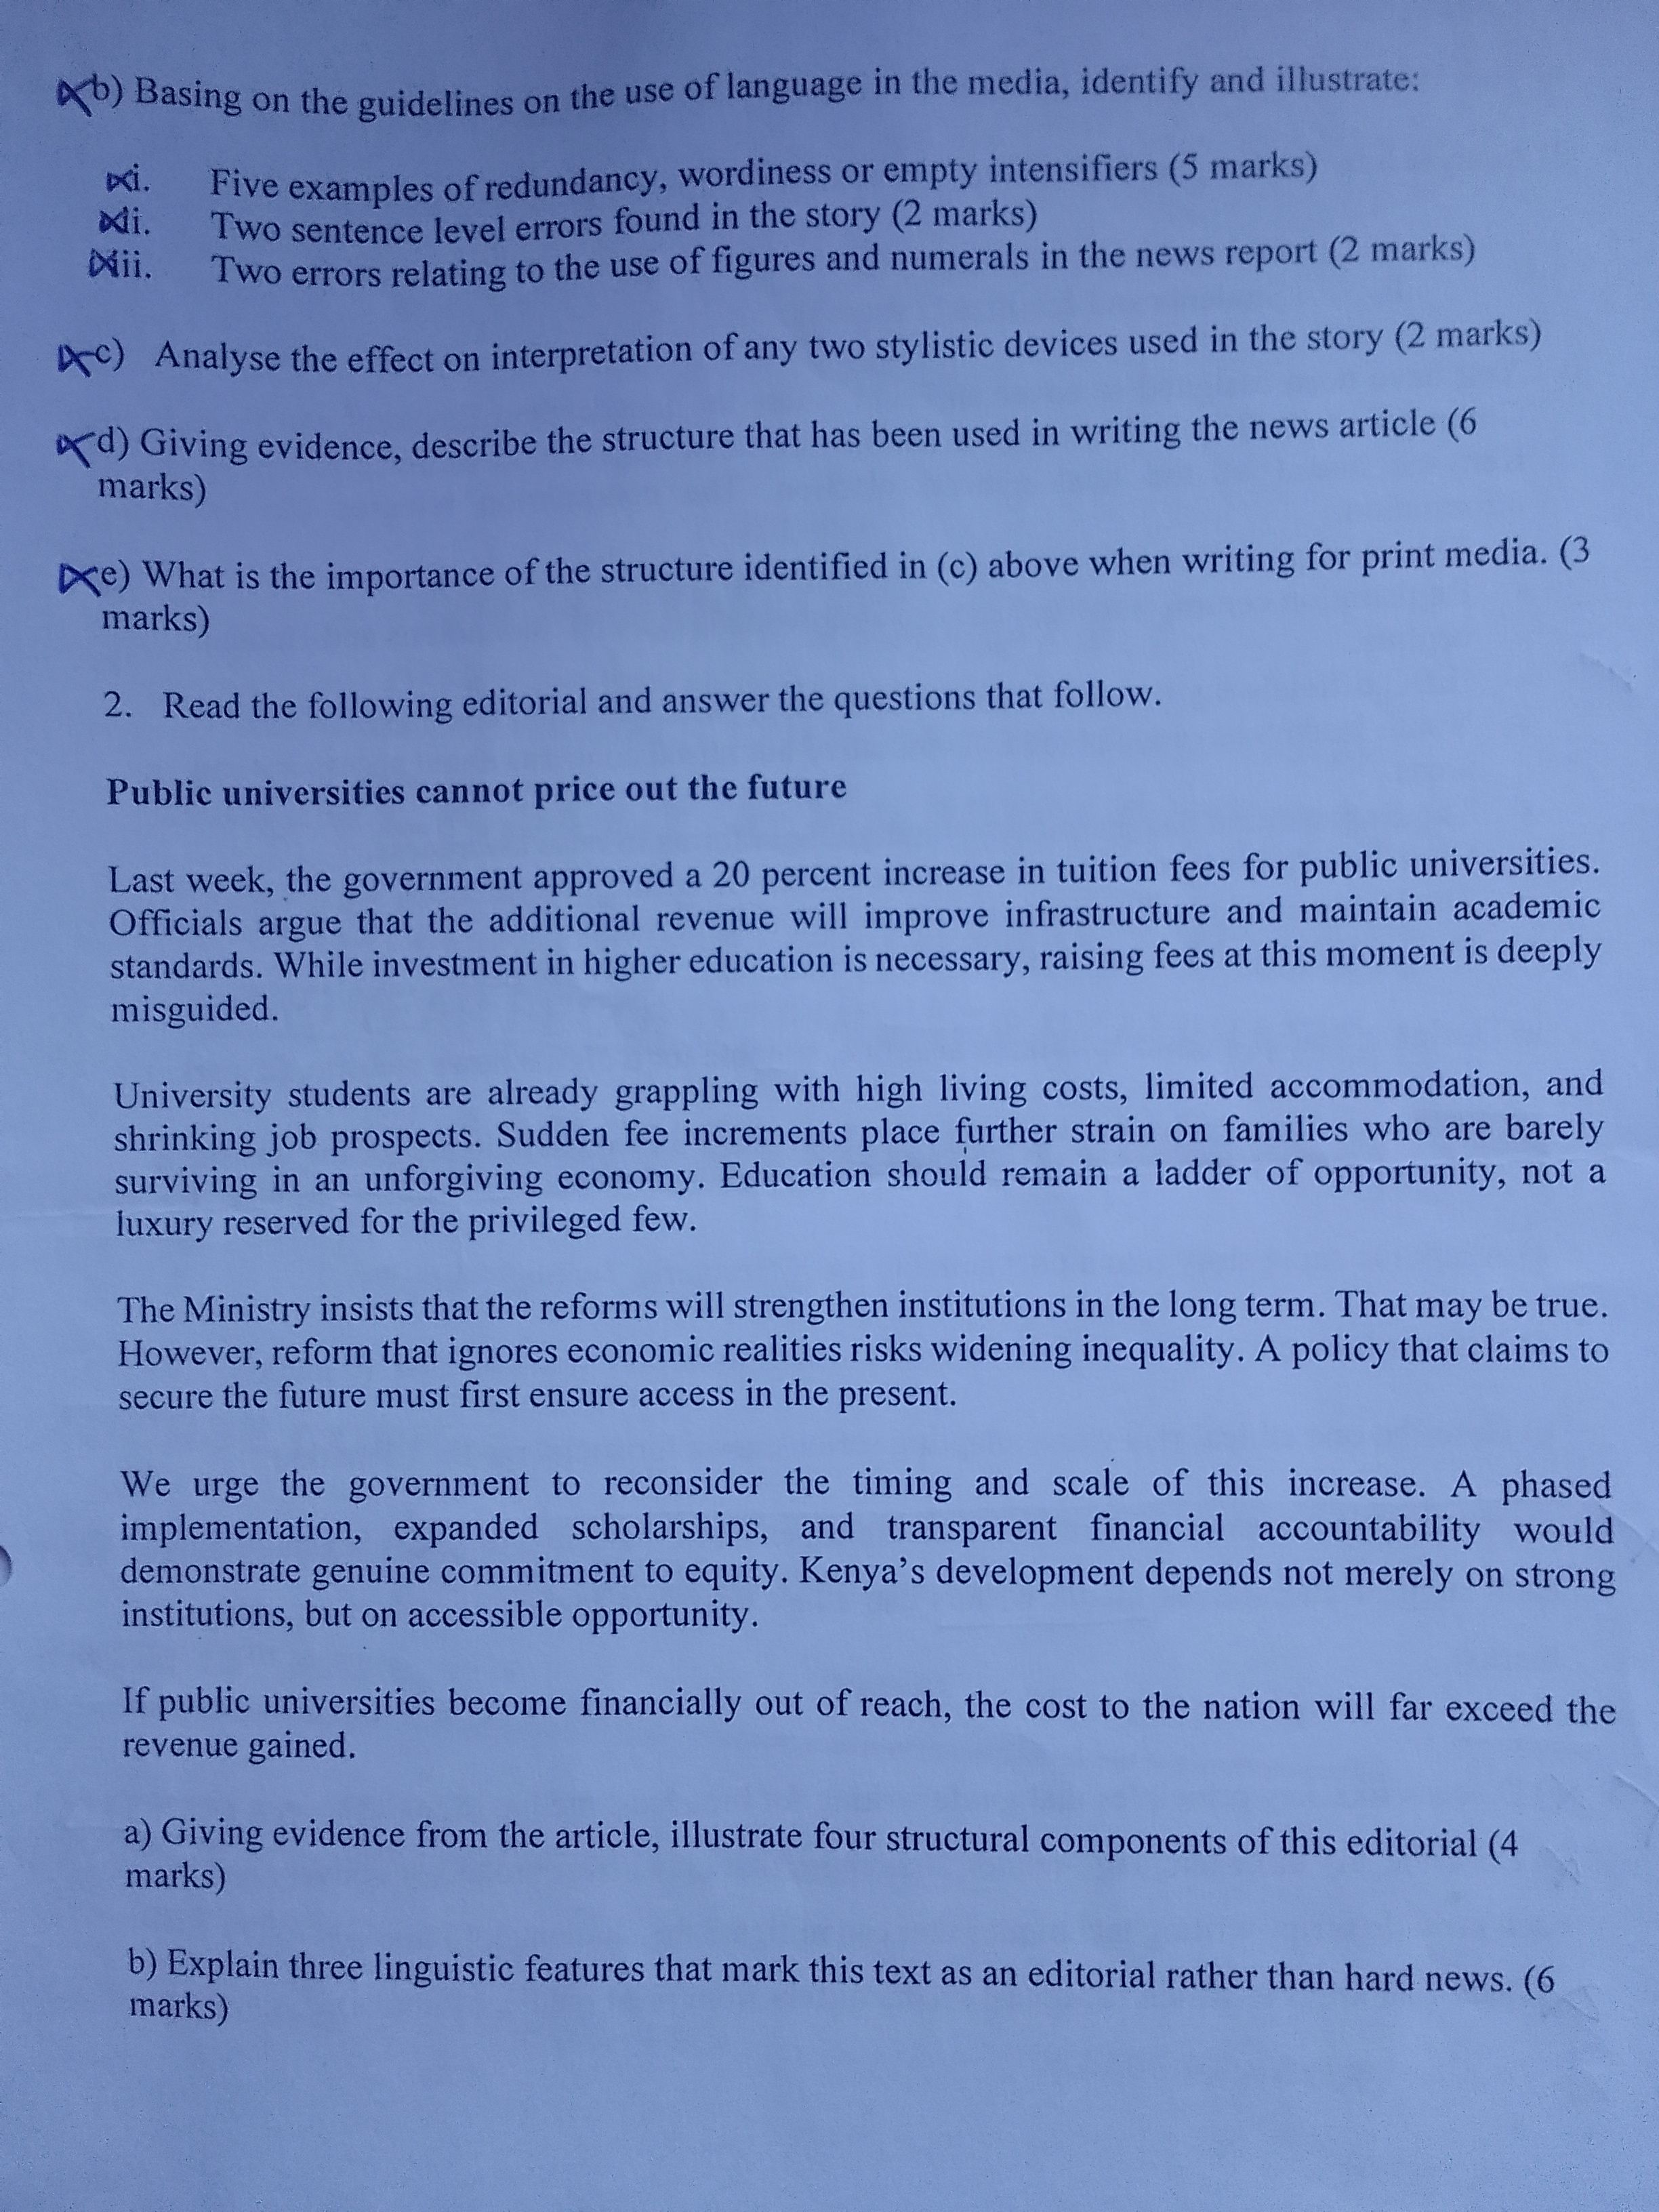 b) Basing on the guidelines on the use of language in the media, identify and illustrate:
i. Five examples of redundancy, wordiness or empty intensifiers (5 marks)
ii. Two sentence level errors found in the story (2 marks)
iii. Two errors relating to the use of figures and numerals in the news report (2 marks)
c) Analyse the effect on interpretation of any two stylistic devices used in the story (2 marks)
d) Giving evidence, describe the structure that has been used in writing the news article (6
marks)
e) What is the importance of the structure identified in (c) above when writing for print media. (3
marks)
2. Read the following editorial and answer the questions that follow.
Public universities cannot price out the future
Last week, the government approved a 20 percent increase in tuition fees for public universities.
Officials argue that the additional revenue will improve infrastructure and maintain academic
standards. While investment in higher education is necessary, raising fees at this moment is deeply
misguided.
University students are already grappling with high living costs, limited accommodation, and
shrinking job prospects. Sudden fee increments place further strain on families who are barely
surviving in an unforgiving economy. Education should remain a ladder of opportunity, not a
luxury reserved for the privileged few.
The Ministry insists that the reforms will strengthen institutions in the long term. That may be true.
However, reform that ignores economic realities risks widening inequality. A policy that claims to
secure the future must first ensure access in the present.
We urge the government to reconsider the timing and scale of this increase. A phased
implementation, expanded scholarships, and transparent financial accountability would
demonstrate genuine commitment to equity. Kenya's development depends not merely on strong
institutions, but on accessible opportunity.
If public universities become financially out of reach, the cost to the nation will far exceed the
revenue gained.
a) Giving evidence from the article, illustrate four structural components of this editorial (4
marks)
b) Explain three linguistic features that mark this text as an editorial rather than hard news. (6
marks)